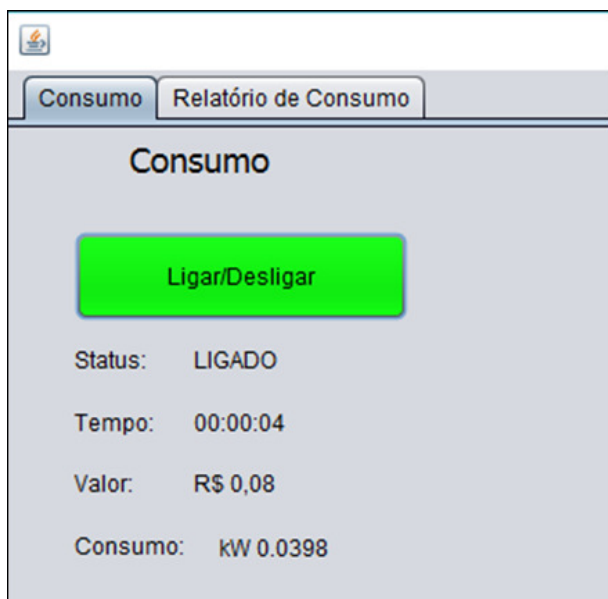 Consumo Relatório de Consumo
Consumo
Ligar/Desligar
Status: LIGADO
Tempo: 00:00:04
Valor: R$ 0,08
Consumo: kW 0.0398